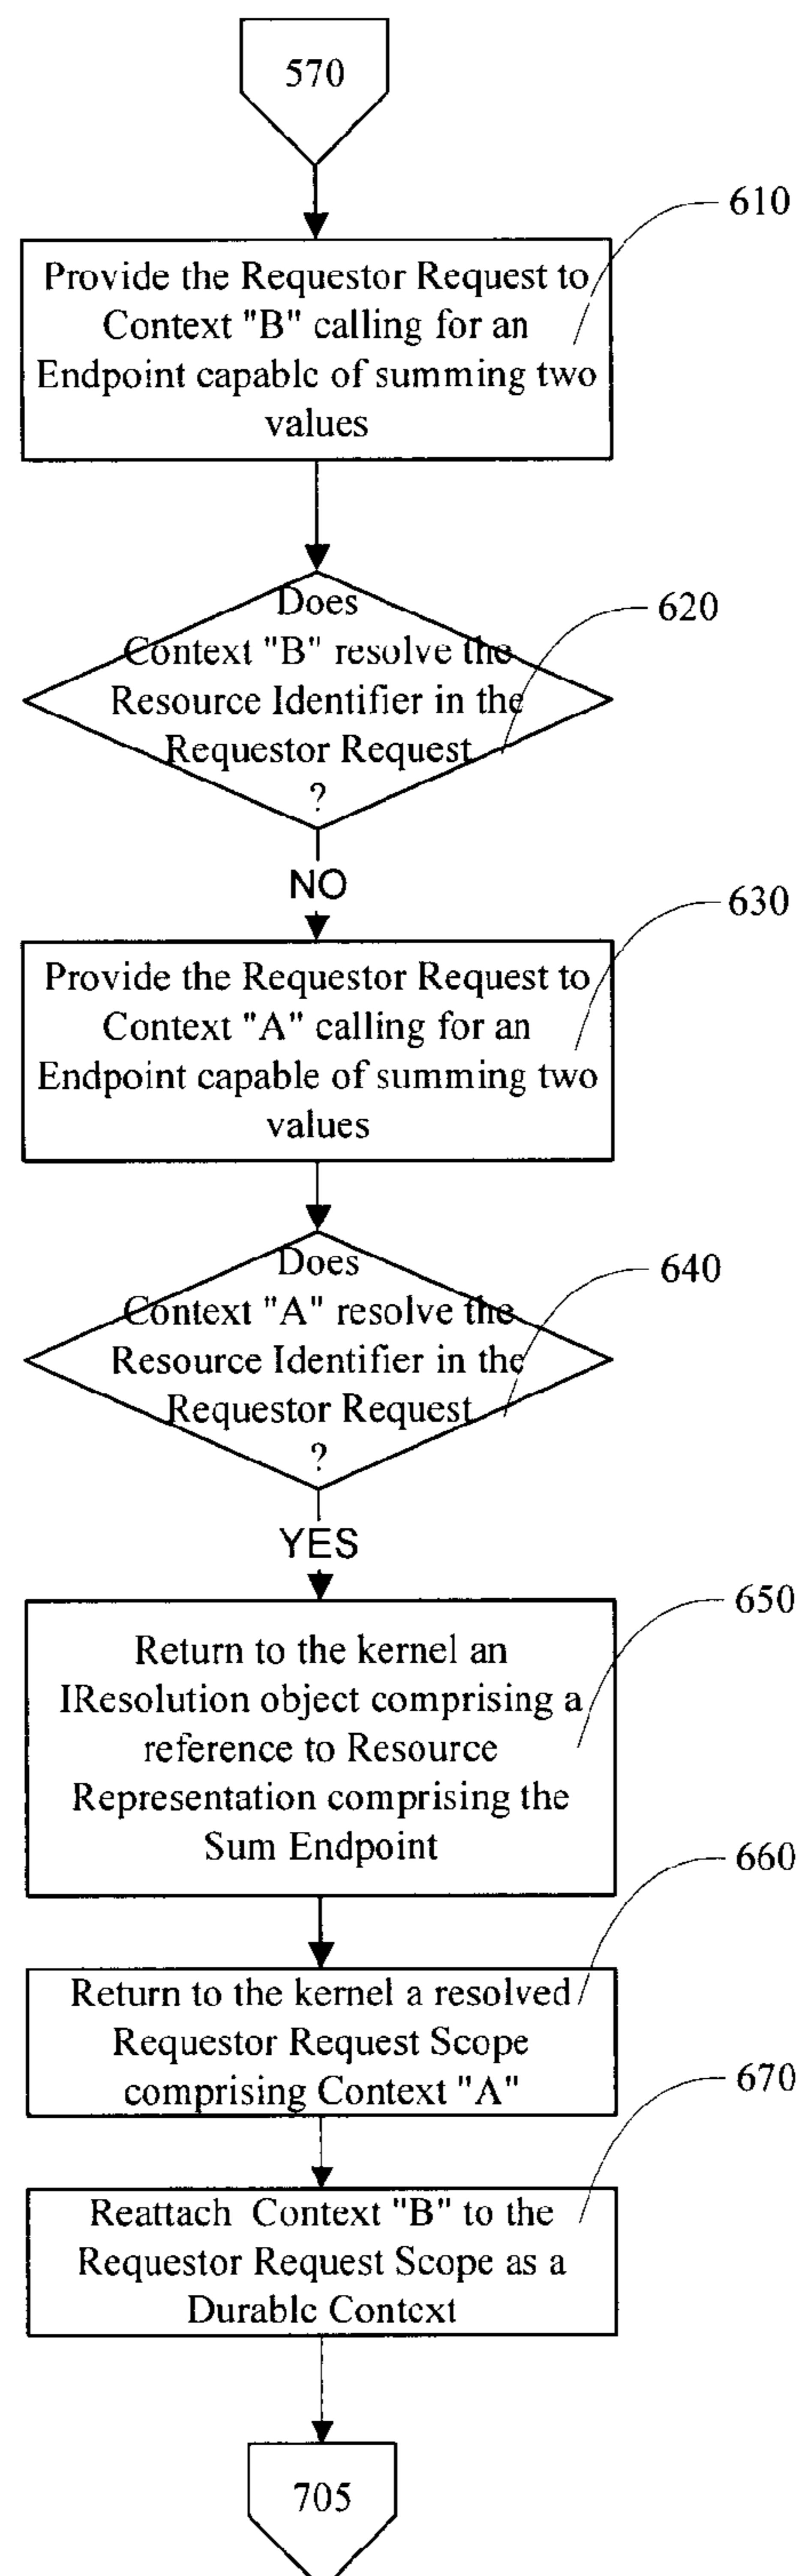 570
610
Provide the Requestor Request to
Context "B" calling for an
Endpoint capable of summing two
values
620
Does
Context "B" resolve the
Resource Identifier in the
Requestor Request
?
NO
630
Provide the Requestor Request to
Context "A" calling for an
Endpoint capable of summing two
values
640
Does
Context "A" resolve the
Resource Identifier in the
Requestor Request
?
YES
650
Return to the kernel an
IResolution object comprising a
reference to Resource
Representation comprising the
Sum Endpoint
660
Return to the kernel a resolved
Requestor Request Scope
comprising Context "A"
670
Reattach Context "B" to the
Requestor Request Scope as a
Durable Context
705